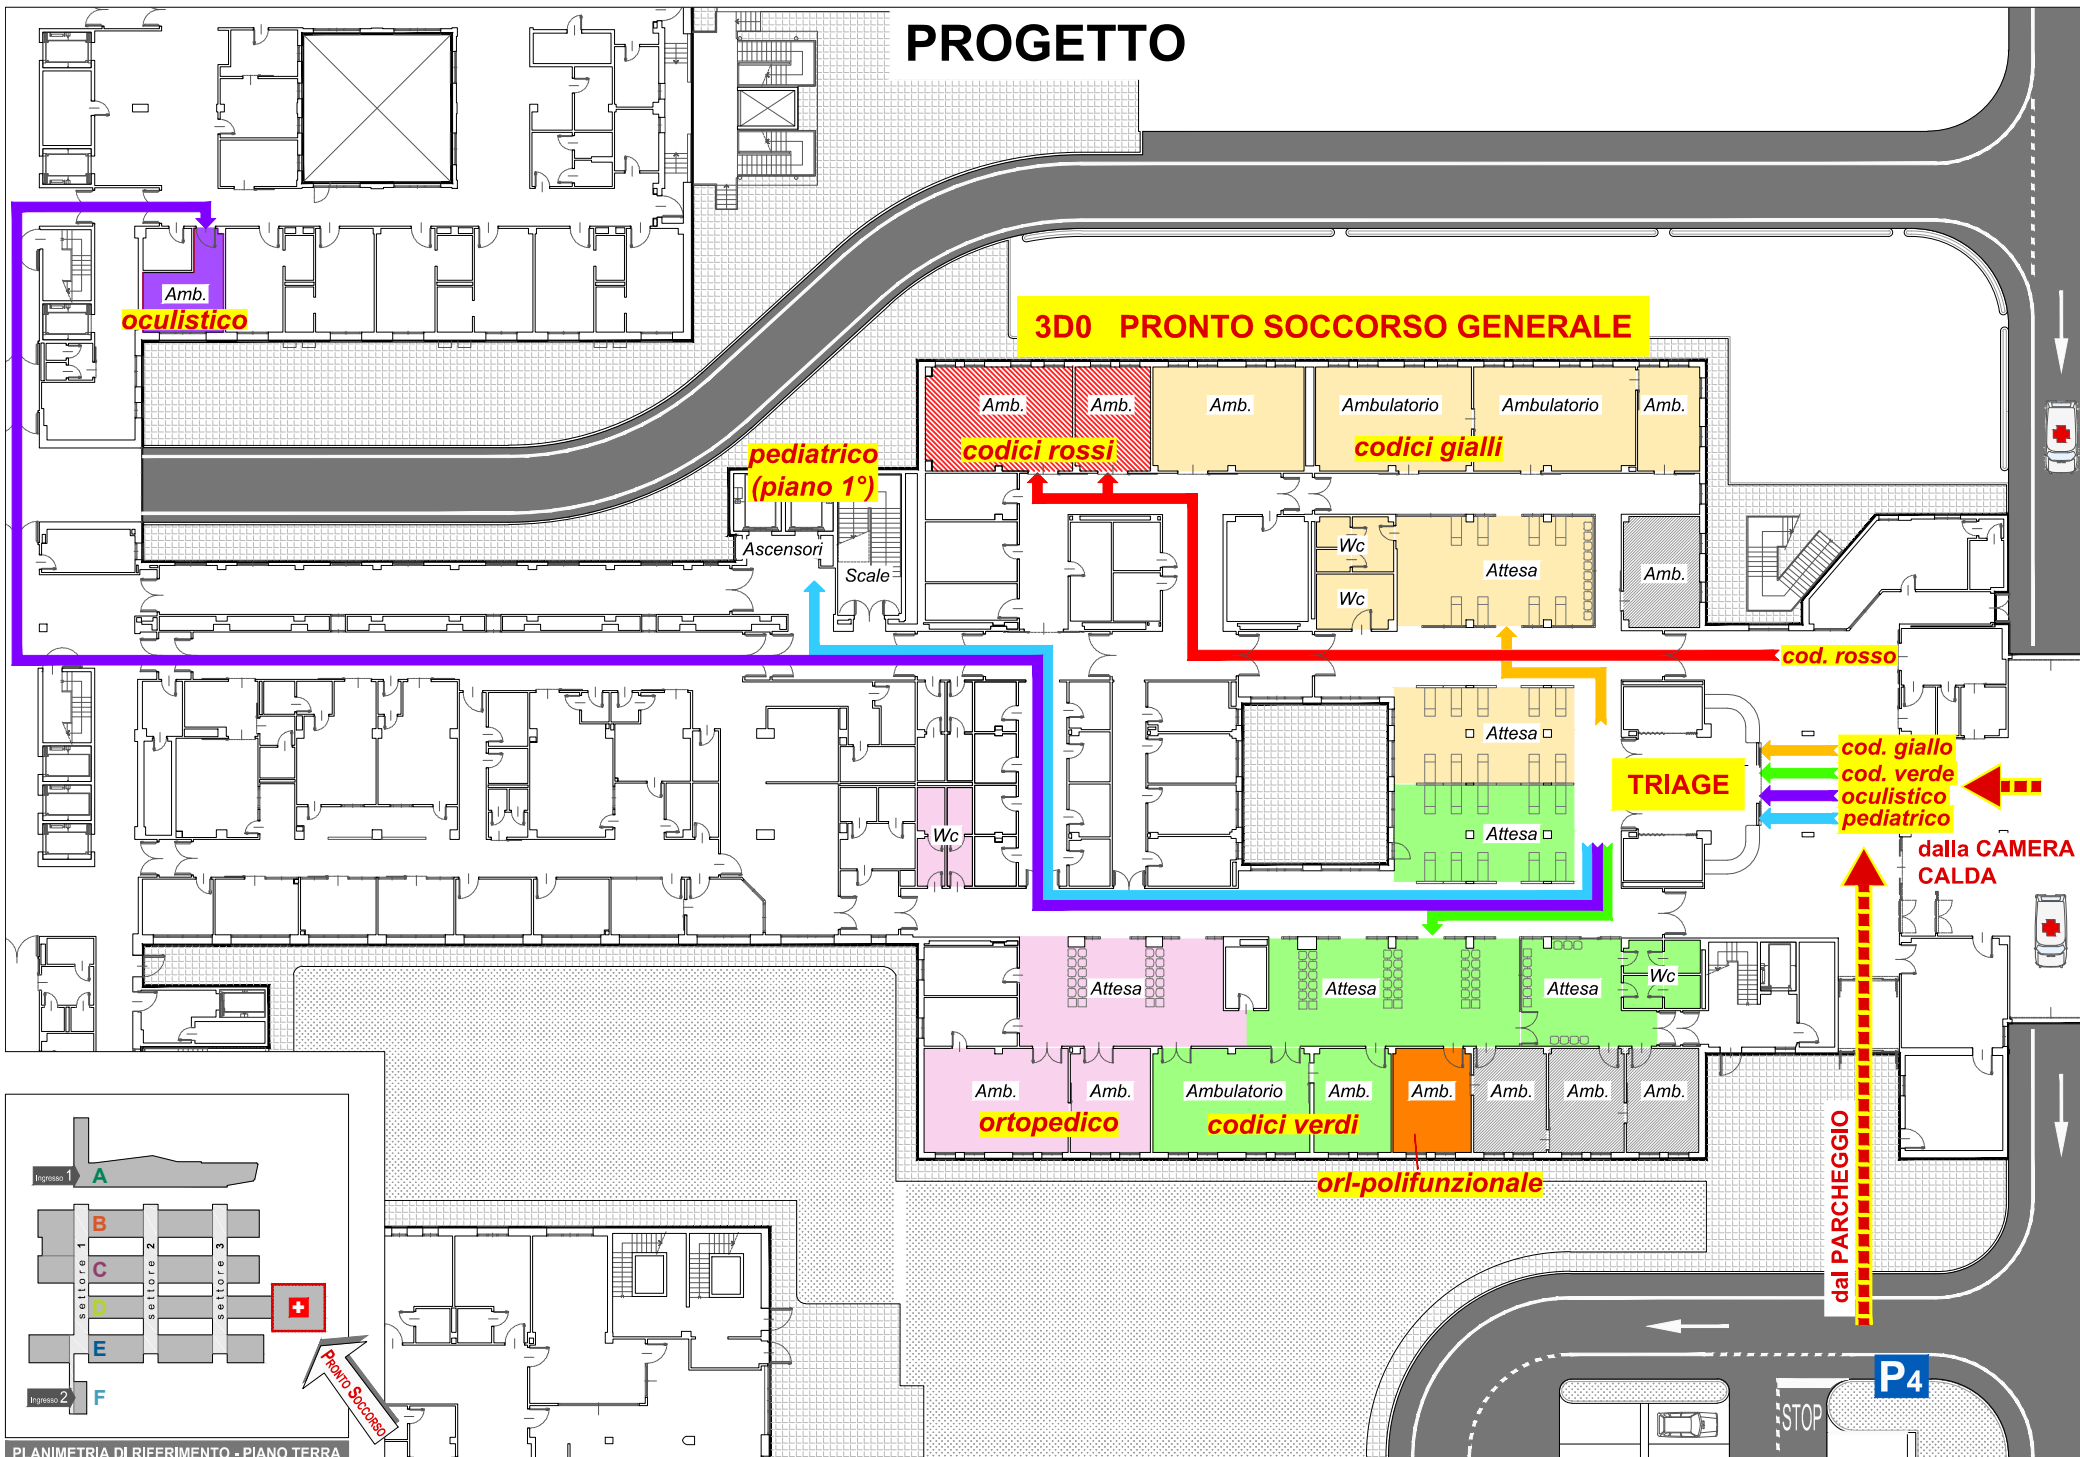 PROGETTO
Amb.
oculistico
3D0 PRONTO SOCCORSO GENERALE
Amb.
Amb.
Amb.
Ambulatorio
Ambulatorio
Amb.
codici rossi
codici gialli
pediatrico
(piano 1°)
Ascensori
Scale
Wc
Wc
Attesa
Amb.
cod. rosso
Attesa
TRIAGE
cod. giallo
cod. verde
oculistico
pediatrico
Attesa
Wc
dalla CAMERA
CALDA
Attesa
Attesa
Attesa
Wc
Amb.
Amb.
Ambulatorio
Amb.
Amb.
Amb.
Amb.
Amb.
ortopedico
codici verdi
orl-polifunzionale
dal PARCHEGGIO
P4
STOP
Ingresso 1
A
B
C
D
E
F
settore 1
settore 2
settore 3
Ingresso 2
PRONTO SOCCORSO
PLANIMETRIA DI RIFERIMENTO - PIANO TERRA